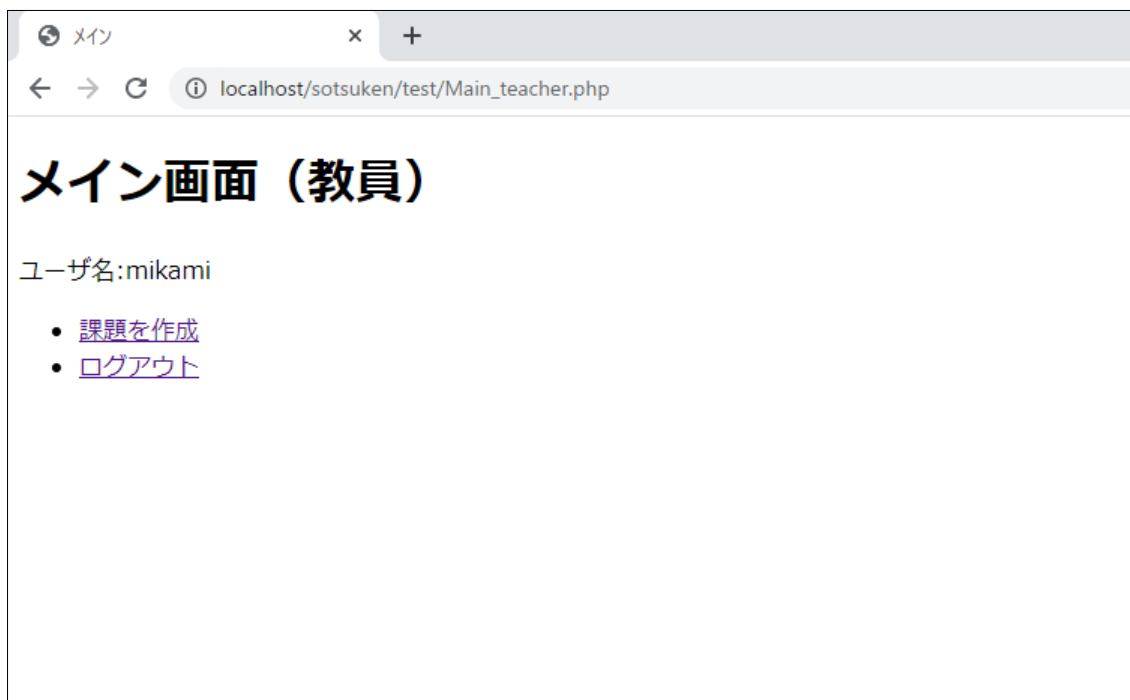 メイン
localhost/sotsuken/test/Main_teacher.php
メイン画面（教員）
ユーザ名:mikami
課題を作成
ログアウト